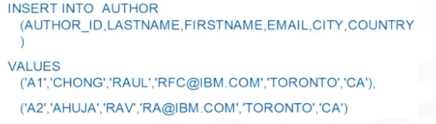 INSERT INTO AUTHOR
(AUTHOR_ID,LASTNAME,FIRSTNAME,EMAIL,CITY,COUNTRY
)
VALUES
('A1','CHONG','RAUL','RFC@IBM.COM','TORONTO','CA'),
('A2','AHUJA','RAV','RA@IBM.COM','TORONTO','CA')